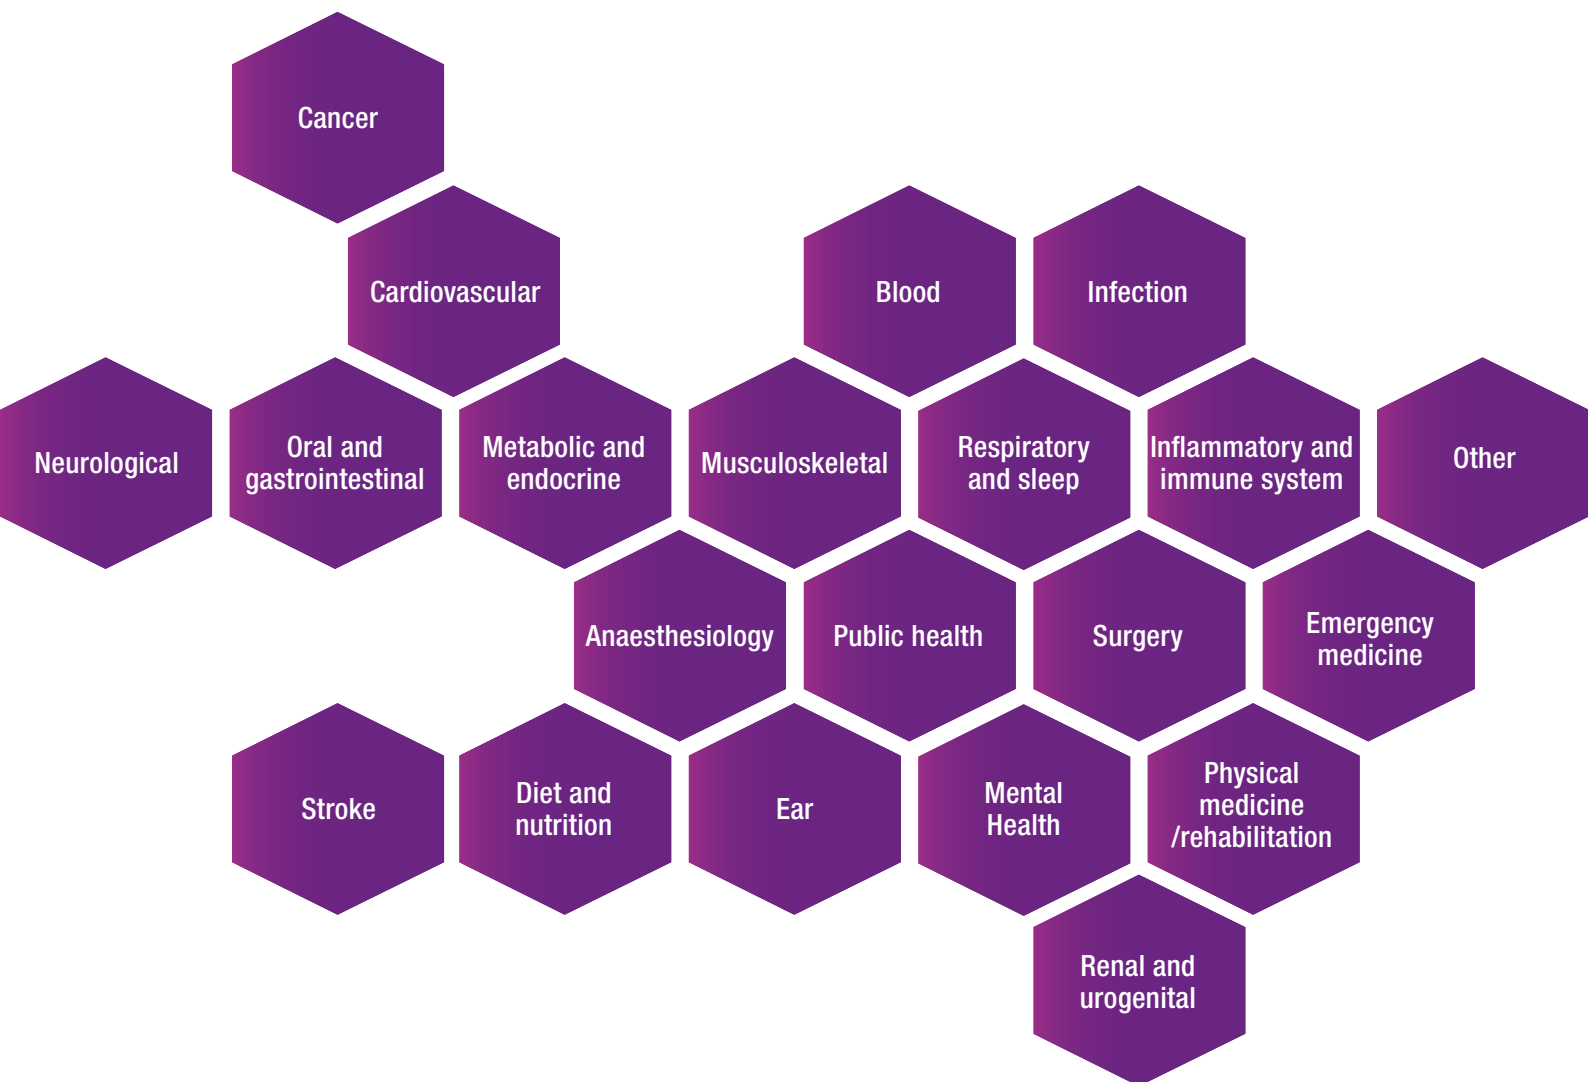 Cancer
Cardiovascular
Blood
Infection
Neurological
Oral and
gastrointestinal
Metabolic and
endocrine
Musculoskeletal
Respiratory
and sleep
Inflammatory and
immune system
Other
Anaesthesiology
Public health
Surgery
Emergency
medicine
Stroke
Diet and
nutrition
Ear
Mental
Health
Physical
medicine
/rehabilitation
Renal and
urogenital